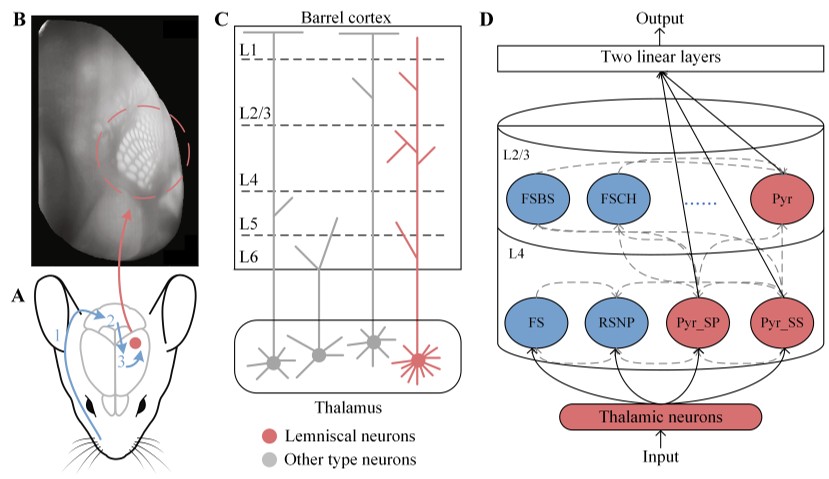 B
A
1
2
3
C
Barrel cortex
L1
L2/3
L4
L5
L6
Thalamus
Lemniscal neurons
Other type neurons
D
Output
Two linear layers
L2/3
FSBS
FSCH
......
Pyr
L4
FS
RSNP
Pyr_SP
Pyr_SS
Thalamic neurons
Input